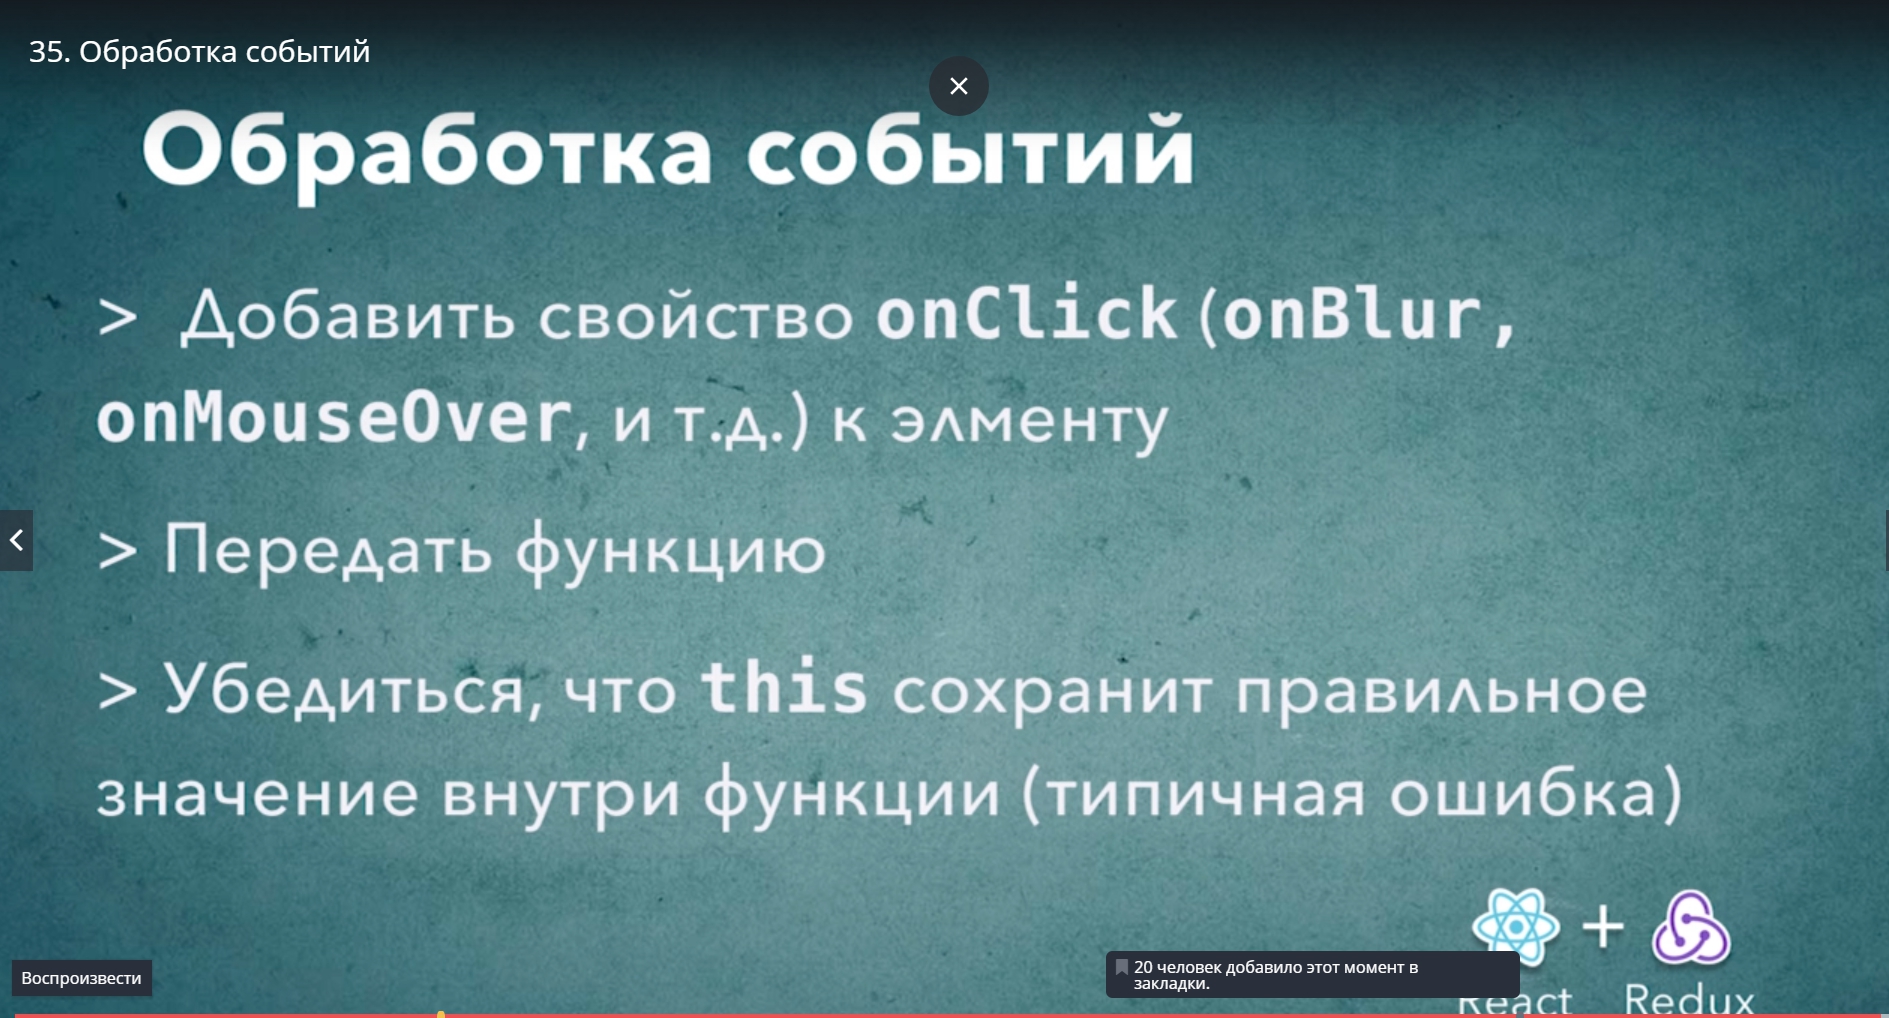 35. Обработка событий
Обработка событий
> Добавить свойство onClick (onBlur,
onMouseOver, и т.д.) к элменту
> Передать функцию
> Убедиться, что this сохранит правильное
значение внутри функции (типичная ошибка)
Воспроизвести
20 человек добавило этот момент в
закладки.
React Redux